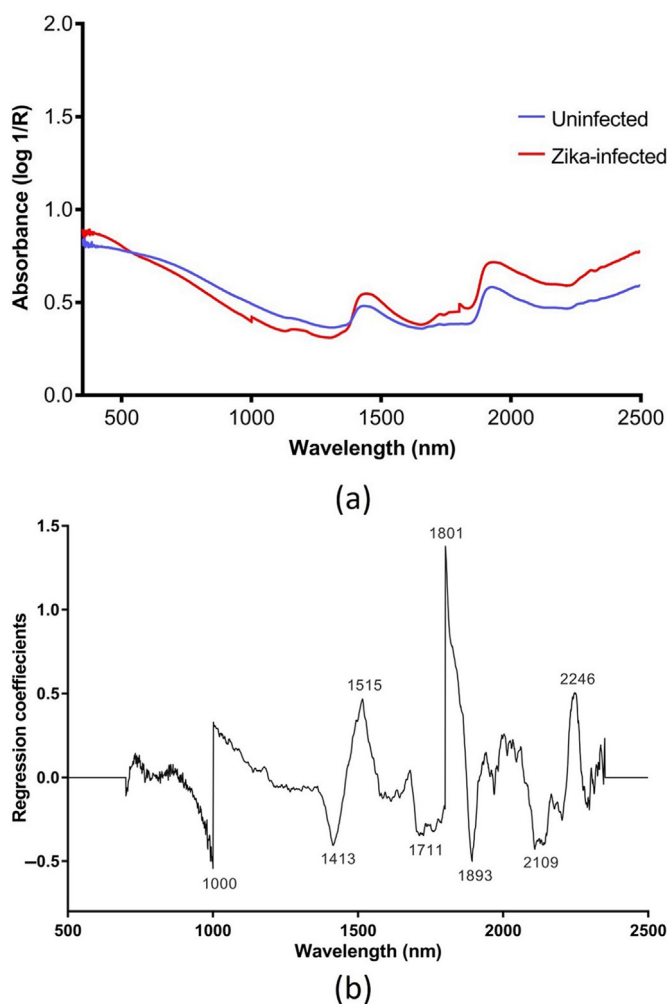 2.0
1.5
1.0
0.5
0.0
Absorbance (log 1/R)
Uninfected
Zika-infected
500 1000 1500 2000 2500
Wavelength (nm)
(a)
1.5
1.0
0.5
0.0
−0.5
Regression coeffiecients
1801
1515
2246
1000
1413
1711
1893
2109
500 1000 1500 2000 2500
Wavelength (nm)
(b)